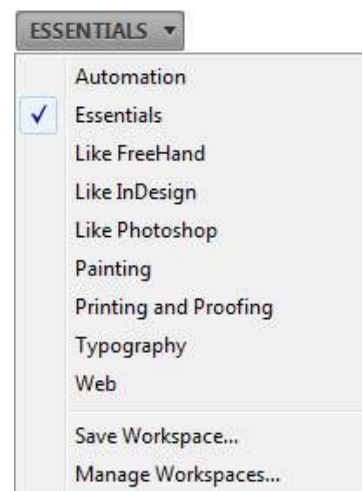 ESSENTIALS
Automation
Essentials
Like FreeHand
Like InDesign
Like Photoshop
Painting
Printing and Proofing
Typography
Web
Save Workspace...
Manage Workspaces...